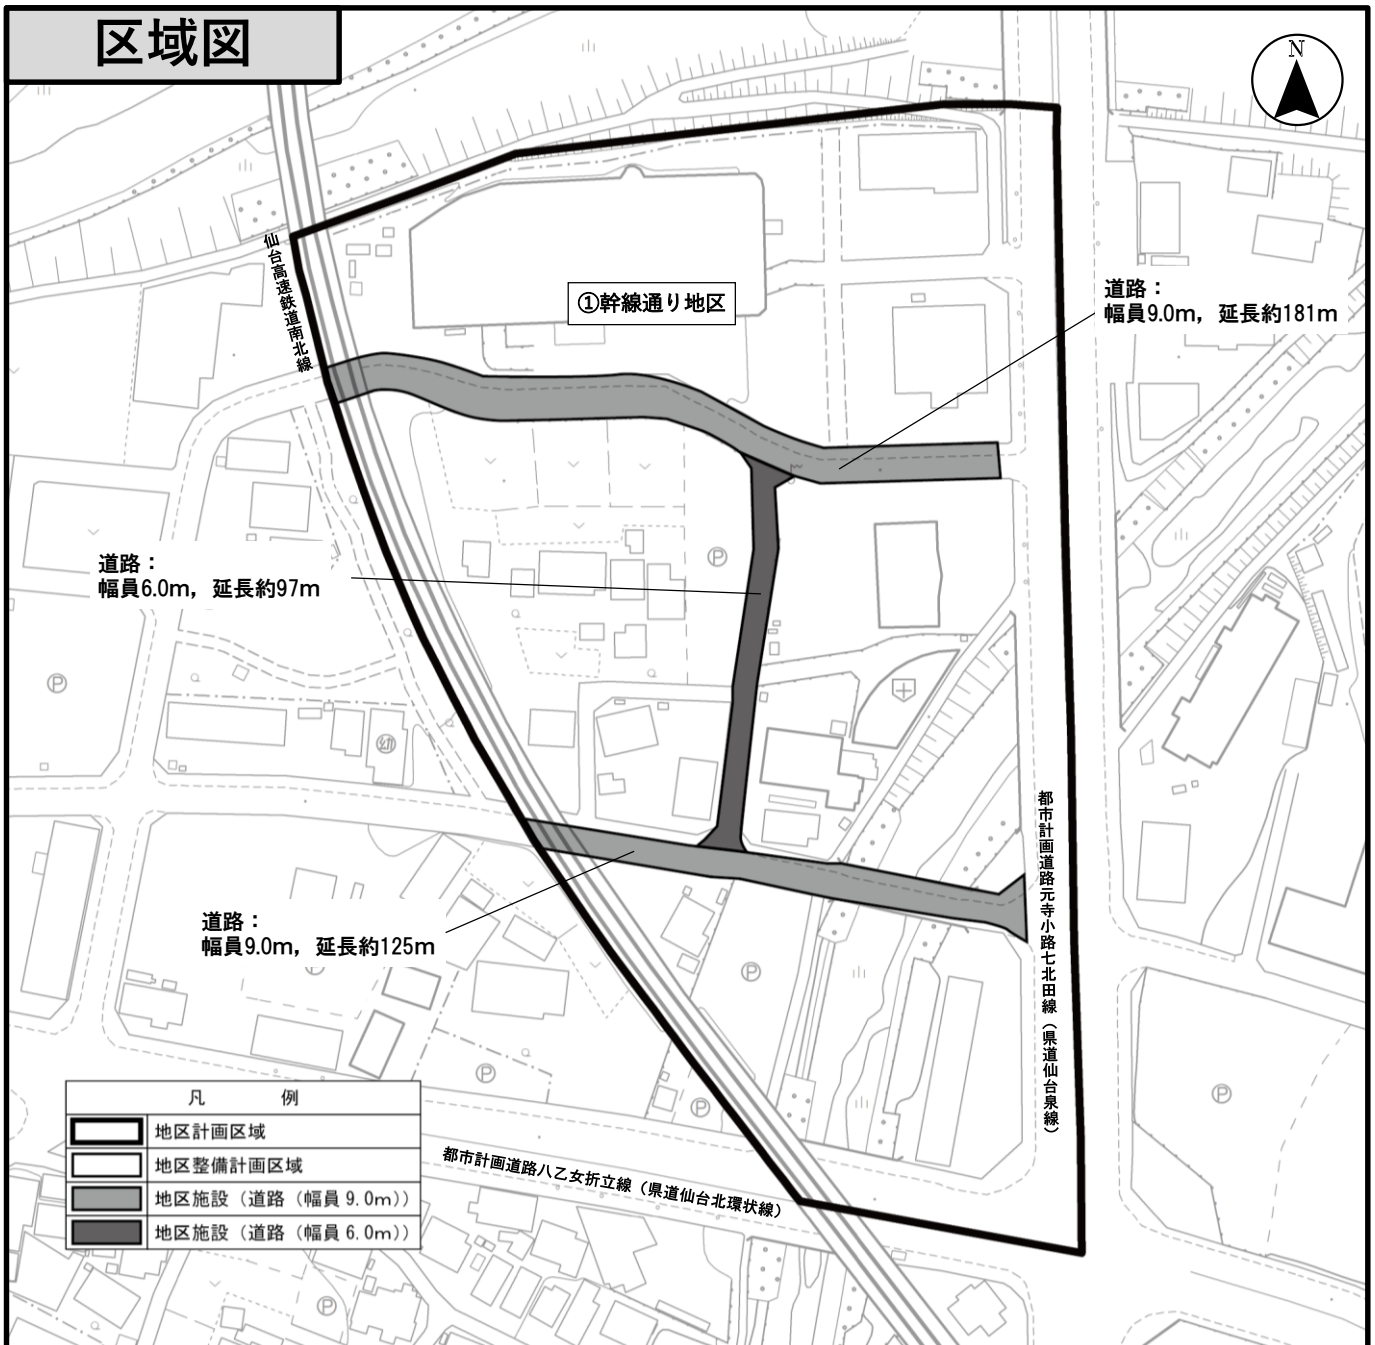 区域図
N
仙台高速鉄道南北線
①幹線通り地区
道路：
幅員9.0m，延長約181m
道路：
幅員6.0m，延長約97m
P
P
幼
都市計画道路元寺小路七北田線（県道仙台泉線）
道路：
幅員9.0m，延長約125m
P
P
P
P
都市計画道路八乙女折立線（県道仙台北環状線）
凡　例
地区計画区域
地区整備計画区域
地区施設（道路（幅員9.0m））
地区施設（道路（幅員6.0m））
P